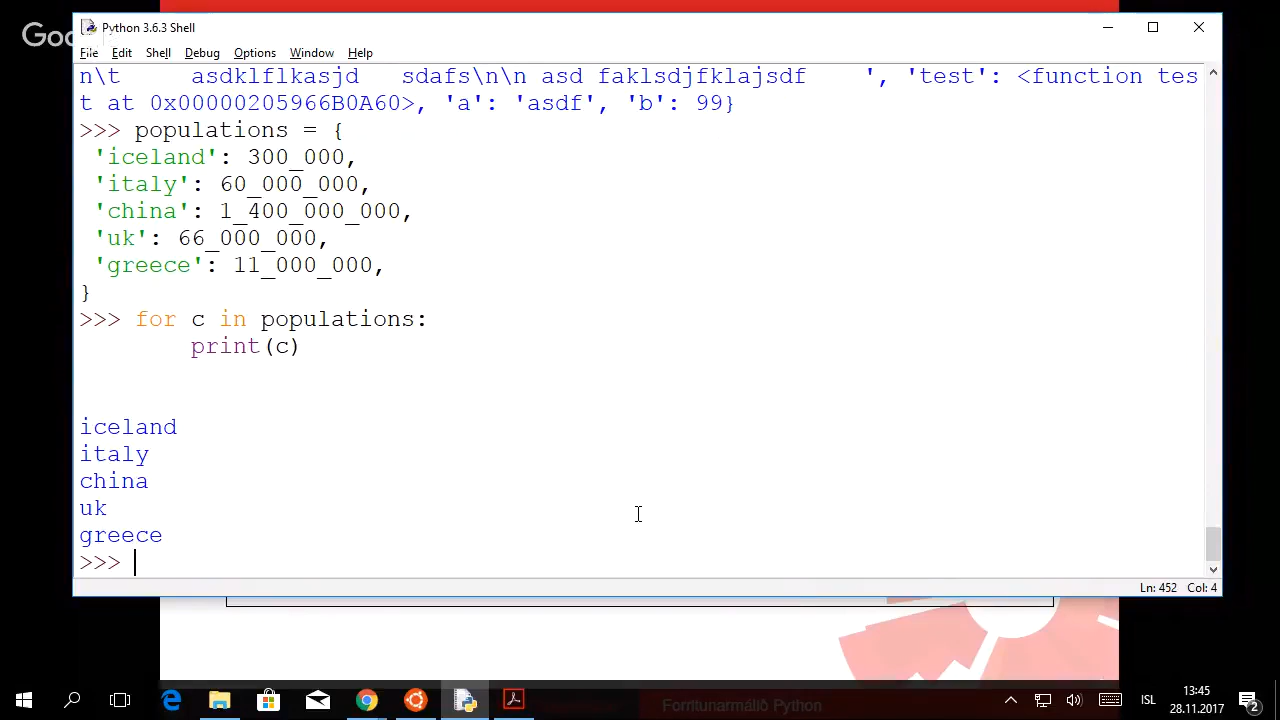 Goo
Python 3.6.3 Shell
File Edit Shell Debug Options Window Help
n\t     asdklflkasjd   sdafs\n\n asd faklsdjfklajsdf    ', 'test': <function tes
t at 0x00000205966B0A60>, 'a': 'asdf', 'b': 99}
>>> populations = {
'iceland': 300_000,
'italy': 60_000_000,
'china': 1_400_000_000,
'uk': 66_000_000,
'greece': 11_000_000,
}
>>> for c in populations:
print(c)
iceland
italy
china
uk
greece
>>>
Ln: 452 Col: 4
Forritunarmálið Python
ISL
13:45
28.11.2017
2